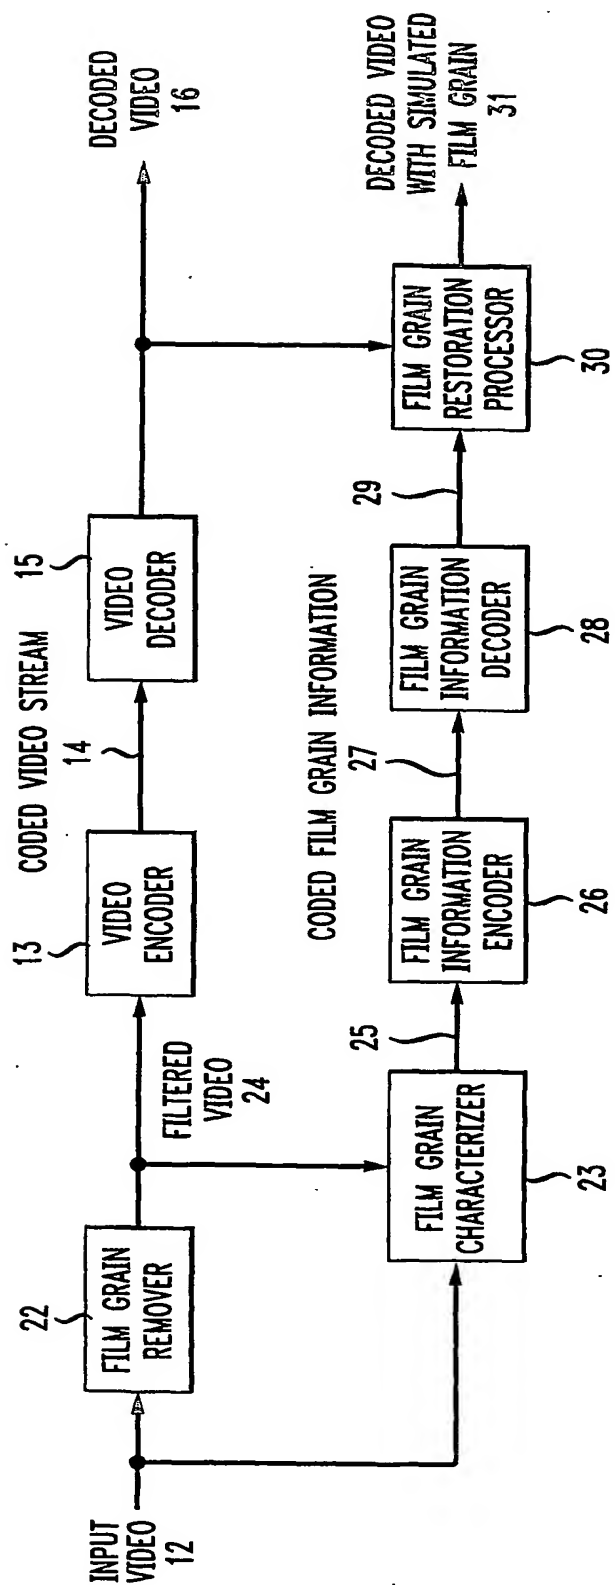 INPUT
VIDEO
12
22
FILM GRAIN
REMOVER
FILTERED
VIDEO
24
13
VIDEO
ENCODER
CODED VIDEO STREAM
14
15
VIDEO
DECODER
DECODED
VIDEO
16
FILM GRAIN
CHARACTERIZER
23
25
FILM GRAIN
INFORMATION
ENCODER
26
CODED FILM GRAIN INFORMATION
27
FILM GRAIN
INFORMATION
DECODER
28
29
FILM GRAIN
RESTORATION
PROCESSOR
30
DECODED VIDEO
WITH SIMULATED
FILM GRAIN
31